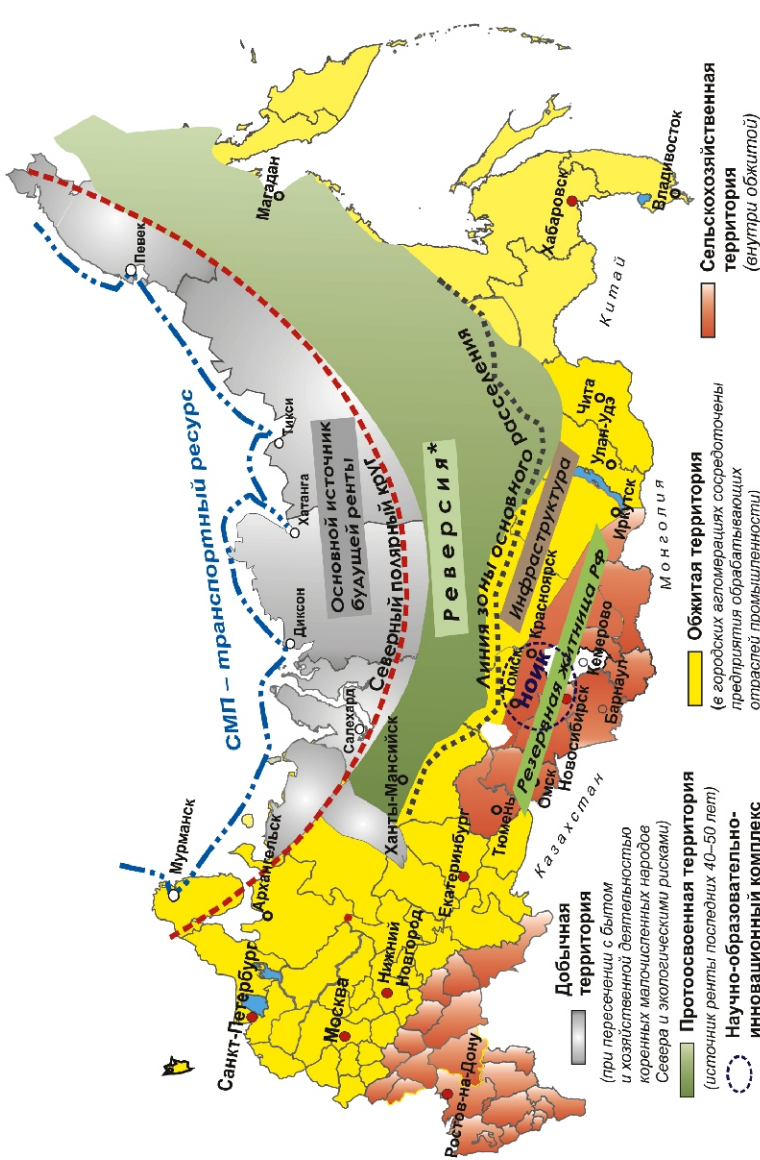 СМП – транспортный ресурс
Мурманск
Певек
Тикси
Хатанга
Диксон
Салехард
Магадан
Основной источник
будущей ренты
Северный полярный круг
Реверсия*
Линия зоны основного расселения
Инфраструктура
Санкт-Петербург
Архангельск
Москва
Нижний
Новгород
Екатеринбург
Ханты-Мансийск
Тюмень
Омск
Томск
Красноярск
НОИК
Резервная житница РФ
Новосибирск
Кемерово
Барнаул
Иркутск
Улан-Удэ
Чита
Хабаровск
Владивосток
Ростов-на-Дону
Казахстан
Монголия
Китай
Добычная
территория
(при пересечении с бытом
и хозяйственной деятельностью
коренных малочисленных народов
Севера и экологическими рисками)
Протоосвоенная территория
(источник ренты последних 40–50 лет)
Научно-образовательно-
инновационный комплекс
Обжитая территория
(в городских агломерациях сосредоточены
предприятия обрабатывающих
отраслей промышленности)
Сельскохозяйственная
территория
(внутри обжитой)